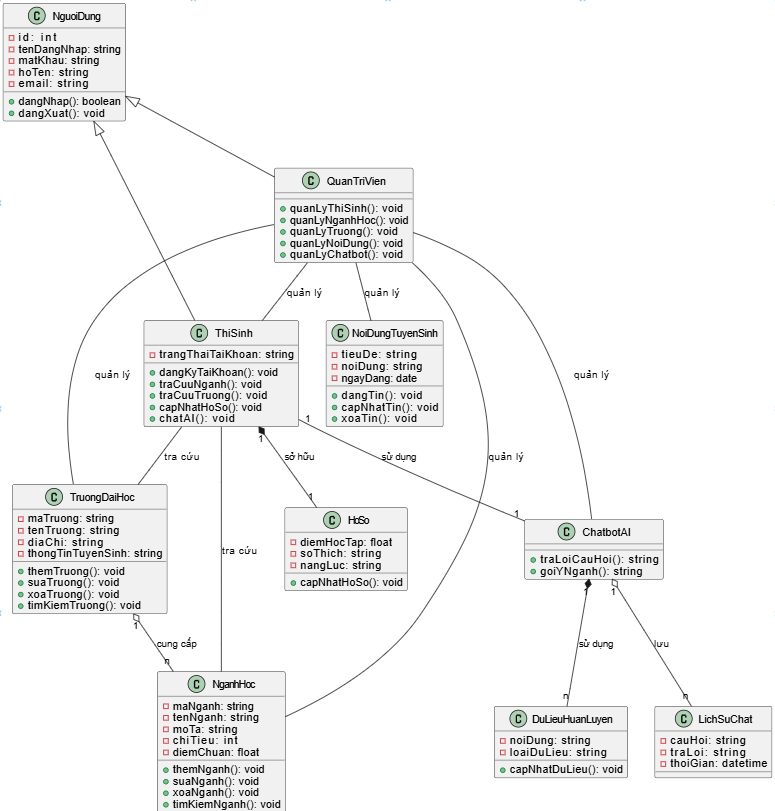 C NguoiDung
id: int
tenDangNhap: string
matKhau: string
hoTen: string
email: string
dangNhap(): boolean
dangXuat(): void
C QuanTriVien
quanLyThiSinh(): void
quanLyNganhHoc(): void
quanLyTruong(): void
quanLyNoiDung(): void
quanLyChatbot(): void
quản lý
quản lý
C ThiSinh
trangThaiTaiKhoan: string
dangKyTaiKhoan(): void
traCuuNganh(): void
traCuuTruong(): void
capNhatHoSo(): void
chatAI(): void
C NoiDungTuyenSinh
tieuDe: string
noiDung: string
ngayDang: date
dangTin(): void
capNhatTin(): void
xoaTin(): void
quản lý
quản lý
1
1
tra cứu
sở hữu
sử dụng
quản lý
1
1
C TruongDaiHoc
maTruong: string
tenTruong: string
diaChi: string
thongTinTuyenSinh: string
themTruong(): void
suaTruong(): void
xoaTruong(): void
timKiemTruong(): void
C HoSo
diemHocTap: float
soThich: string
nangLuc: string
capNhatHoSo(): void
C ChatbotAI
traLoiCauHoi(): string
goiYNganh(): string
tra cứu
1
1
1
cung cấp
n
sử dụng
lưu
n
n
C NganhHoc
maNganh: string
tenNganh: string
moTa: string
chiTieu: int
diemChuan: float
themNganh(): void
suaNganh(): void
xoaNganh(): void
timKiemNganh(): void
C DuLieuHuanLuyen
noiDung: string
loaiDuLieu: string
capNhatDuLieu(): void
C LichSuChat
cauHoi: string
traLoi: string
thoiGian: datetime